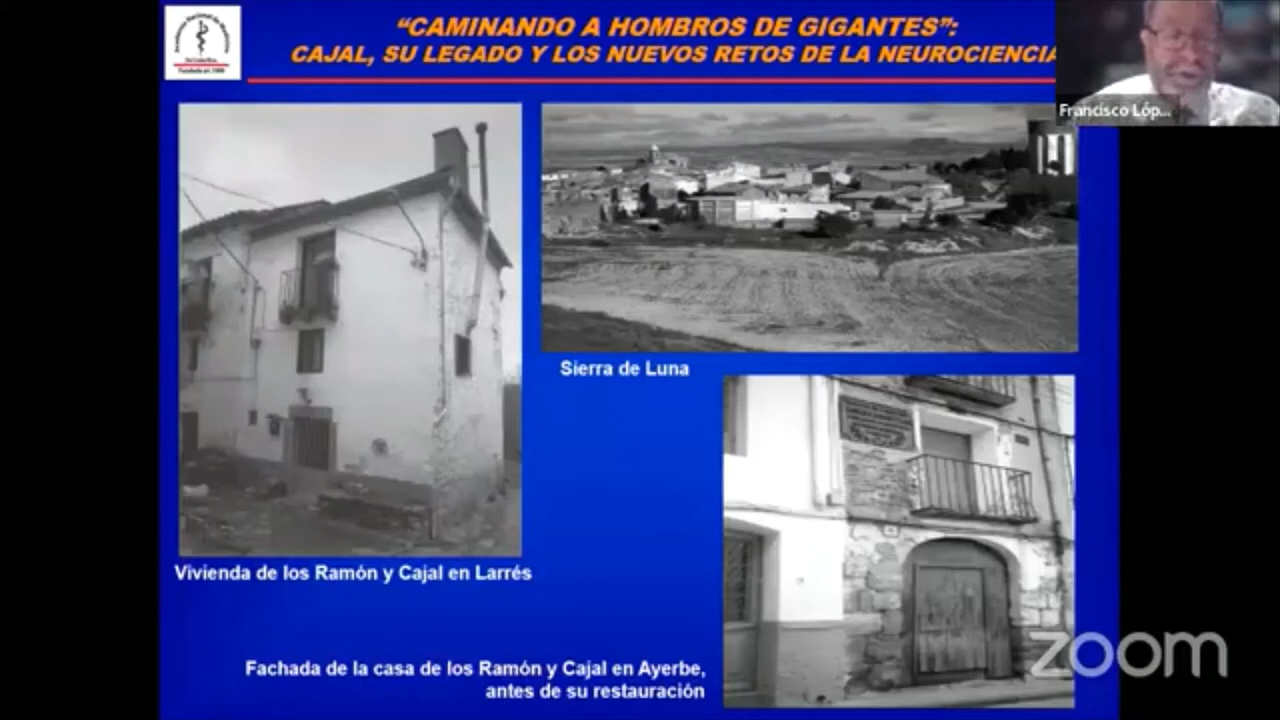 “CAMINANDO A HOMBROS DE GIGANTES”:
CAJAL, SU LEGADO Y LOS NUEVOS RETOS DE LA NEUROCIENCIA
Francisco Lóp...
Sierra de Luna
Vivienda de los Ramón y Cajal en Larrés
Fachada de la casa de los Ramón y Cajal en Ayerbe,
antes de su restauración
zoom